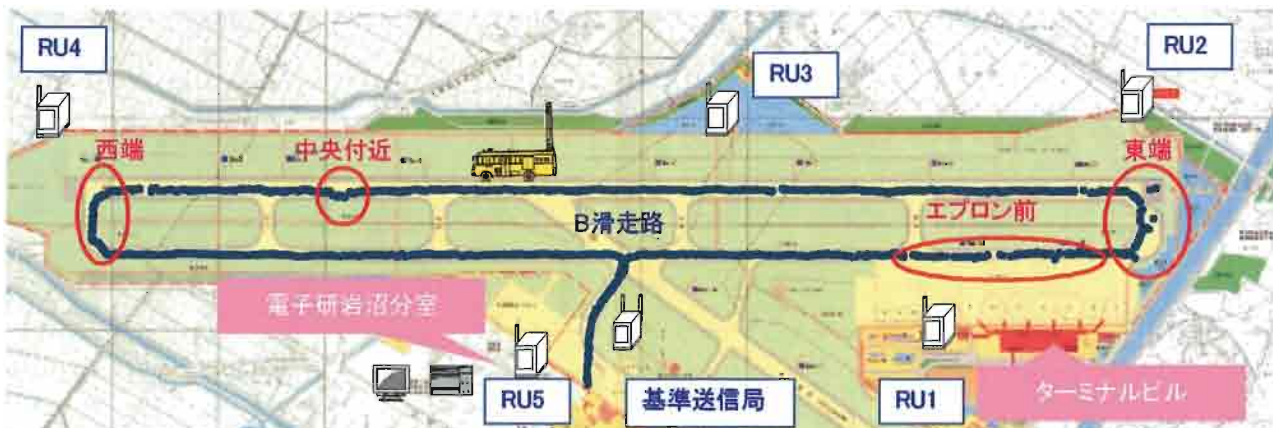 RU4
RU2
RU3
西端
中央付近
東端
エプロン前
B滑走路
電子研岩沼分室
RU5
基準送信局
RU1
ターミナルビル